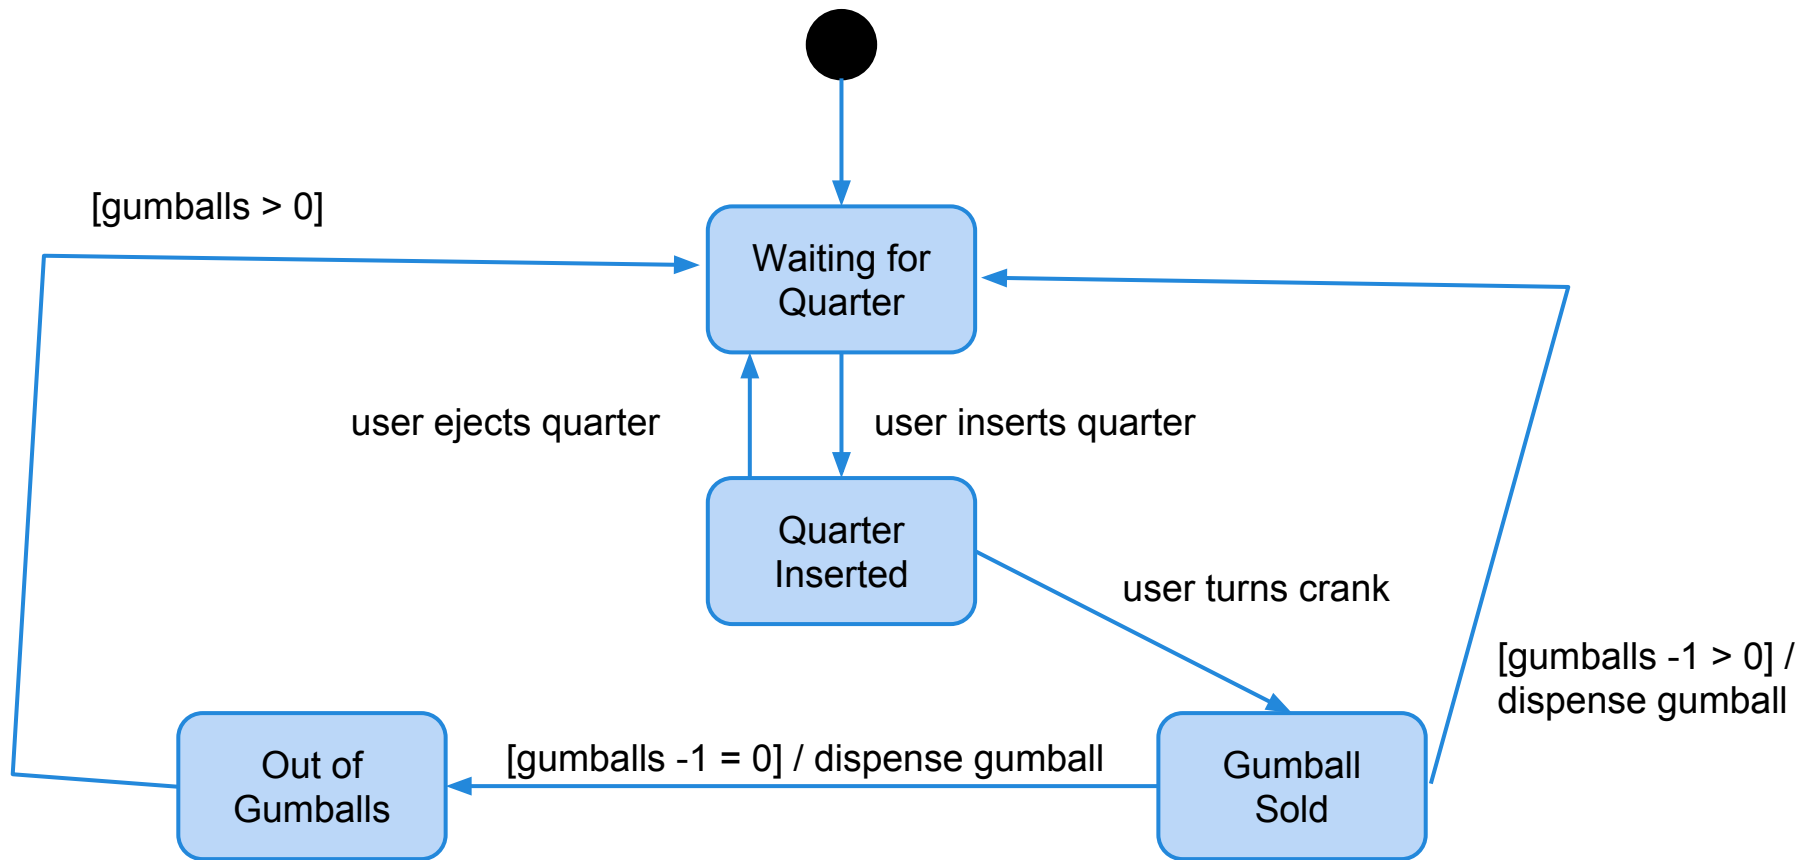 [gumballs > 0]
Waiting for
Quarter
user ejects quarter
user inserts quarter
Quarter
Inserted
user turns crank
[gumballs -1 > 0] /
dispense gumball
Out of
Gumballs
[gumballs -1 = 0] / dispense gumball
Gumball
Sold